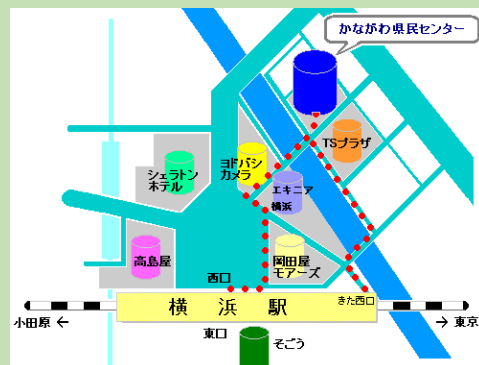 かながわ県民センター
TSプラザ
ヨドバシ
カメラ
シェラトン
ホテル
エキニア
横浜
高島屋
岡田屋
モアーズ
西口
きた西口
横浜駅
小田原 ←
→ 東京
東口
そごう